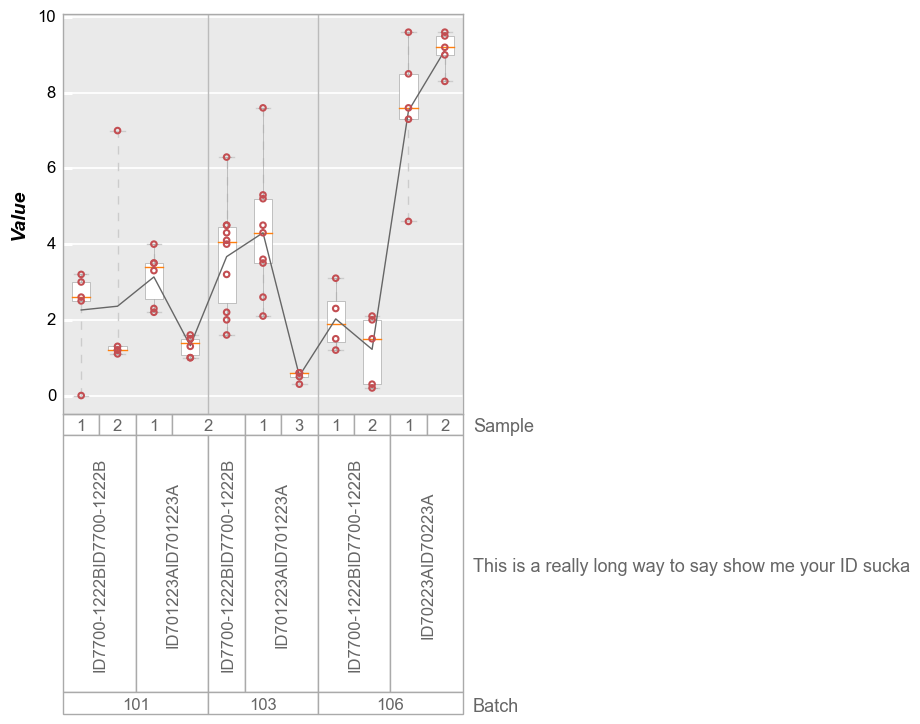 10
8
6
4
2
0
Value
1 2 1 2 1 3 1 2 1 2
Sample
ID7700-1222BID7700-1222B
ID701223AID701223A
ID7700-1222BID7700-1222B
ID701223AID701223A
ID7700-1222BID7700-1222B
ID70223AID70223A
This is a really long way to say show me your ID sucka
101 103 106
Batch